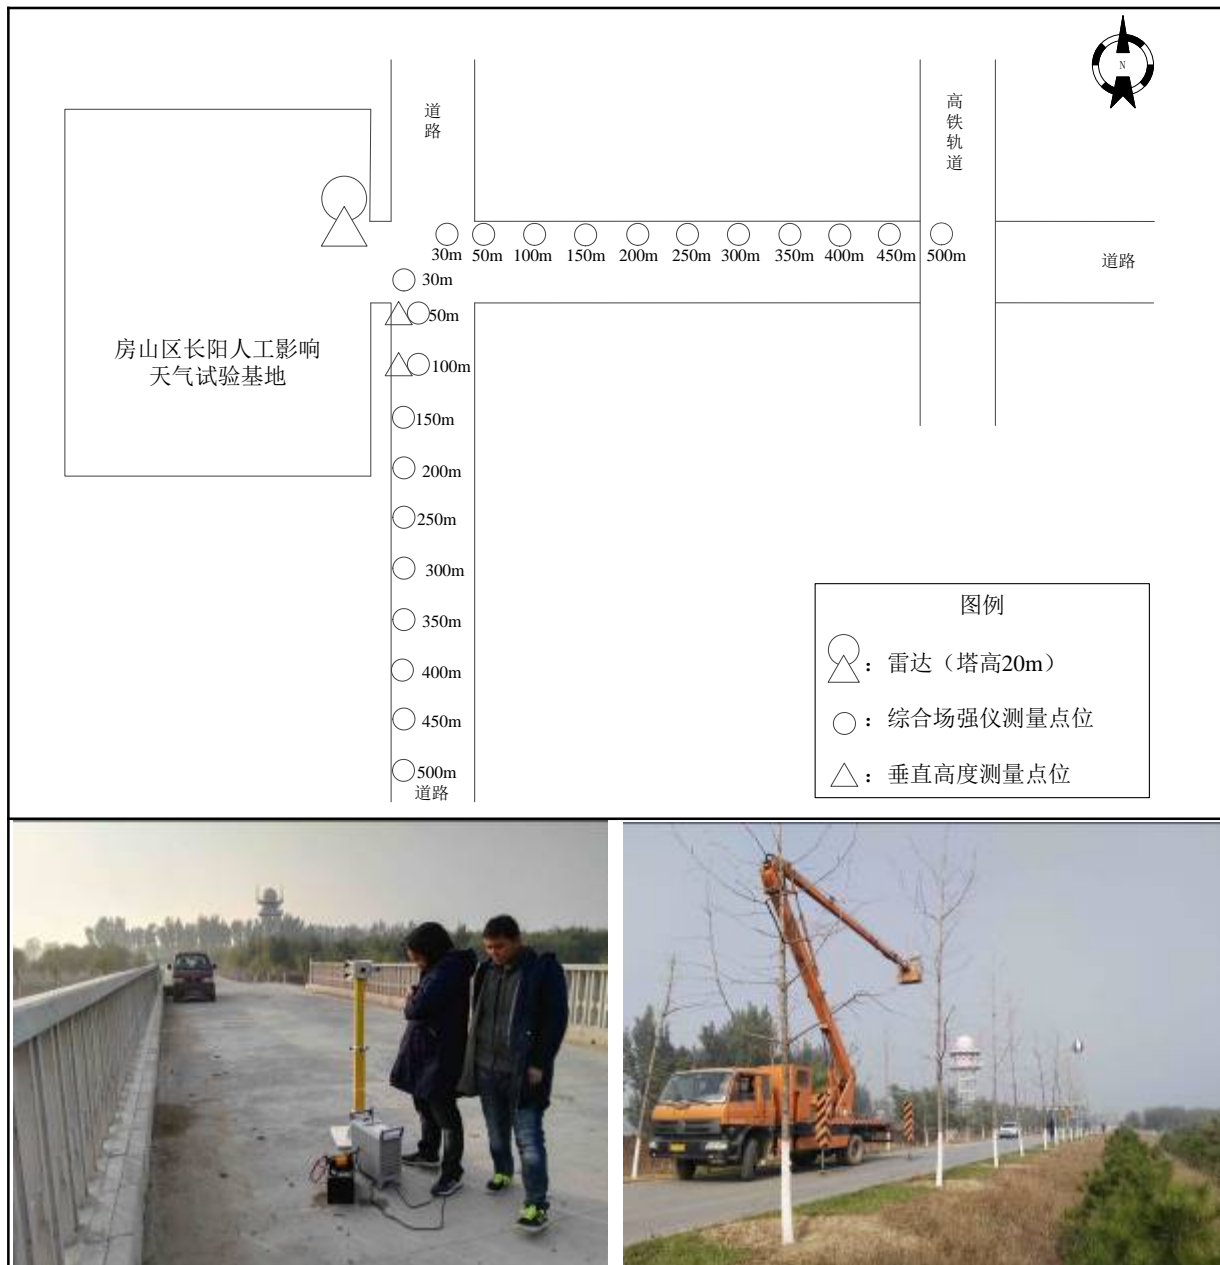 N
道路
高铁轨道
30m 50m 100m 150m 200m 250m 300m 350m 400m 450m 500m
道路
30m
50m
100m
150m
200m
250m
300m
350m
400m
450m
500m
道路
房山区长阳人工影响
天气试验基地
图例
：雷达（塔高20m）
：综合场强仪测量点位
：垂直高度测量点位